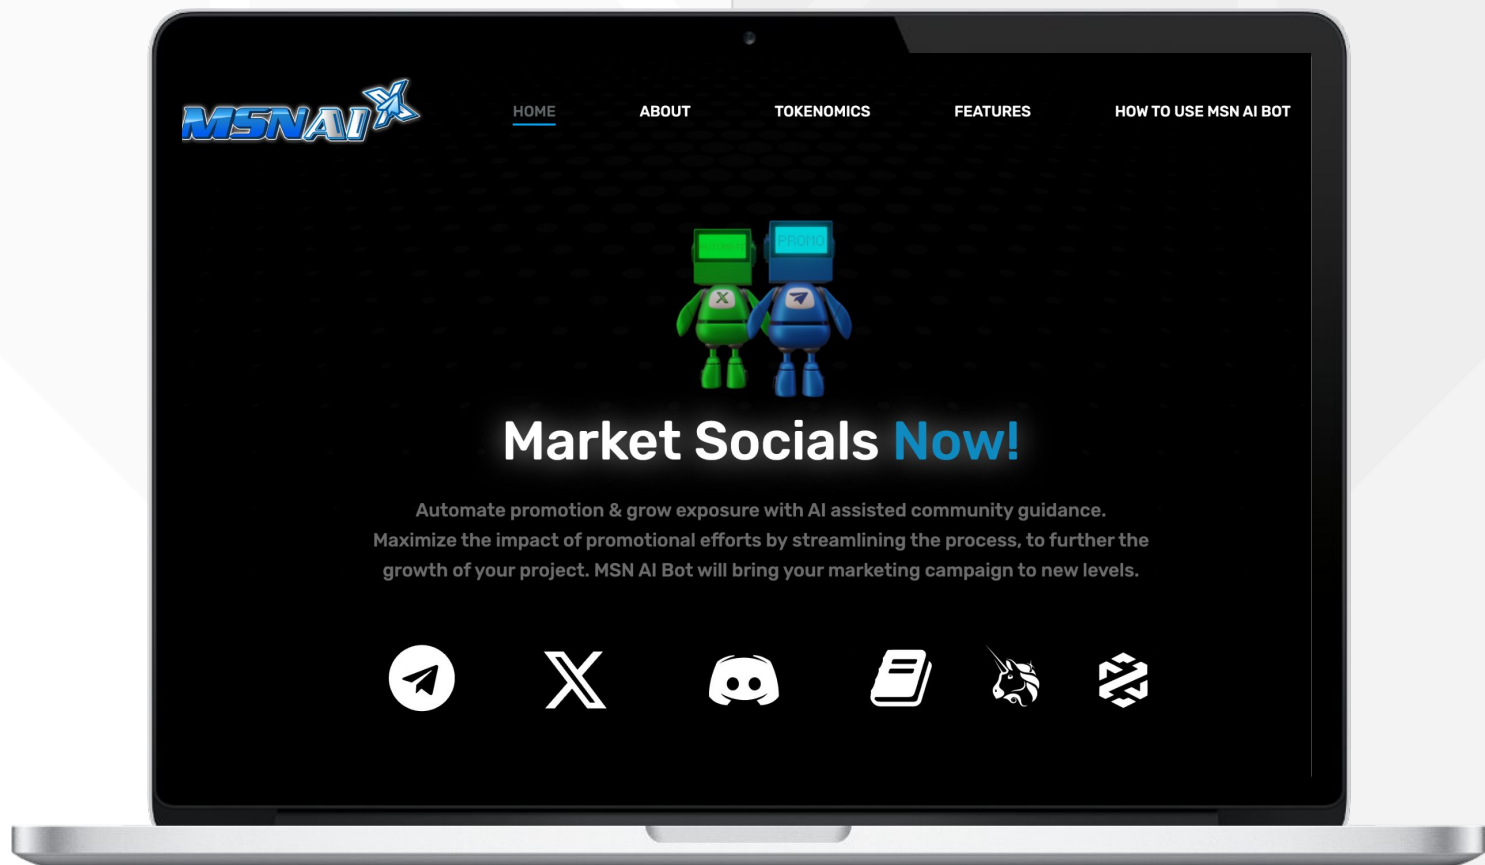 MSN AI X
HOME
ABOUT
TOKENOMICS
FEATURES
HOW TO USE MSN AI BOT
PROMO
Market Socials Now!
Automate promotion & grow exposure with AI assisted community guidance.
Maximize the impact of promotional efforts by streamlining the process, to further the
growth of your project. MSN AI Bot will bring your marketing campaign to new levels.